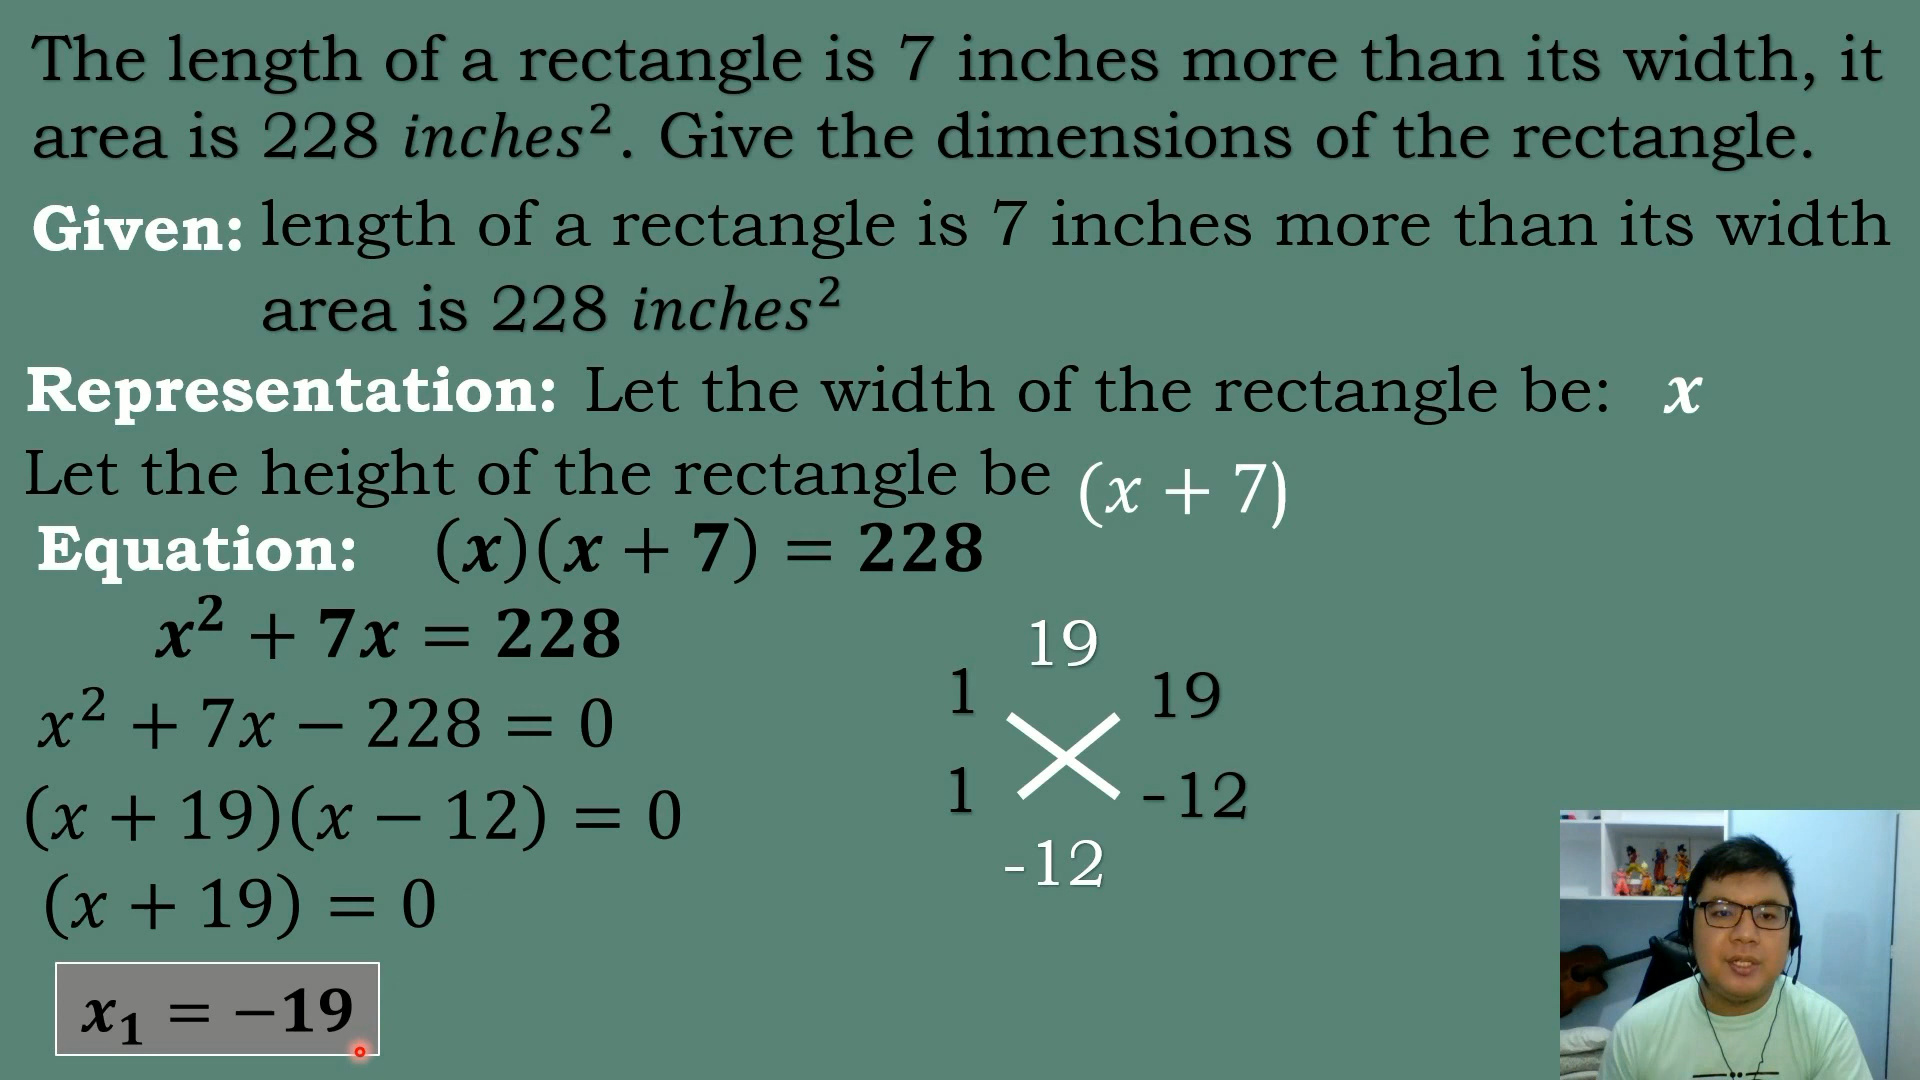 The length of a rectangle is 7 inches more than its width, it
area is 228 inches². Give the dimensions of the rectangle.
Given: length of a rectangle is 7 inches more than its width
area is 228 inches²
Representation: Let the width of the rectangle be: x
Let the height of the rectangle be (x + 7)
Equation: (x)(x + 7) = 228
x² + 7x = 228
x² + 7x − 228 = 0
(x + 19)(x − 12) = 0
(x + 19) = 0
x₁ = −19
19
1 19
1 -12
-12